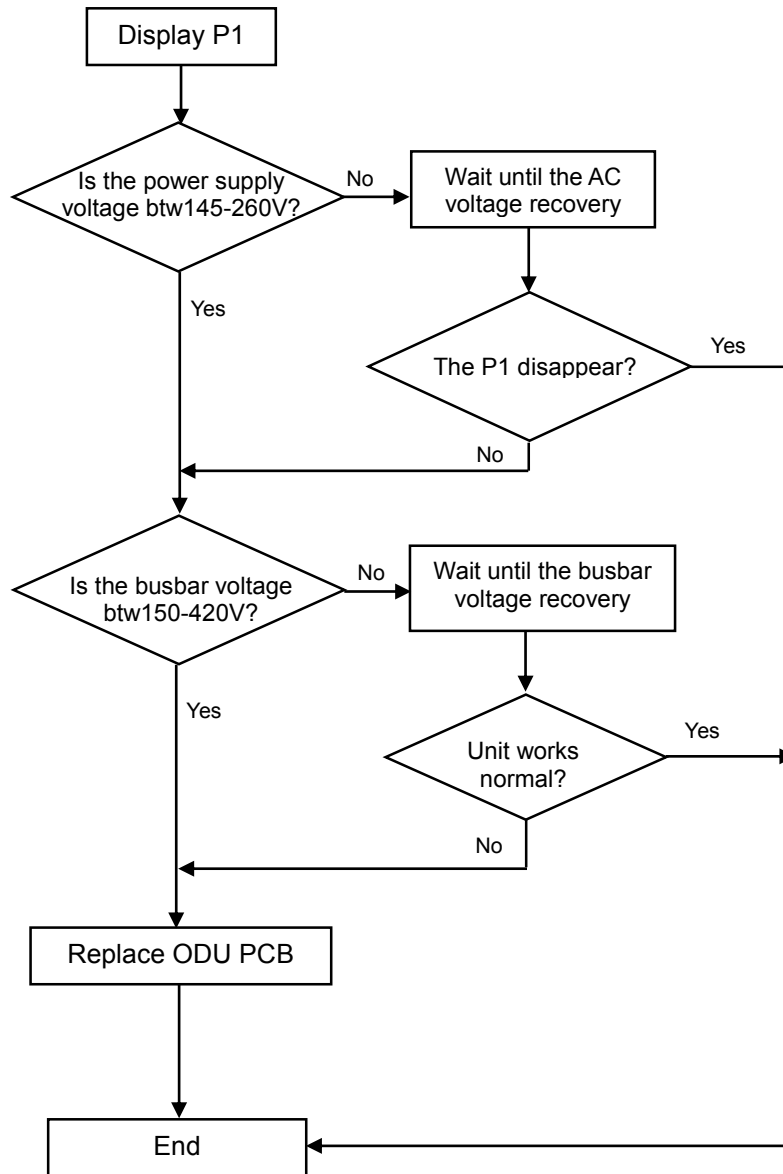 Display P1
Is the power supply
voltage btw145-260V?
No
Wait until the AC
voltage recovery
Yes
The P1 disappear?
Yes
No
Is the busbar voltage
btw150-420V?
No
Wait until the busbar
voltage recovery
Yes
Unit works
normal?
Yes
No
Replace ODU PCB
End